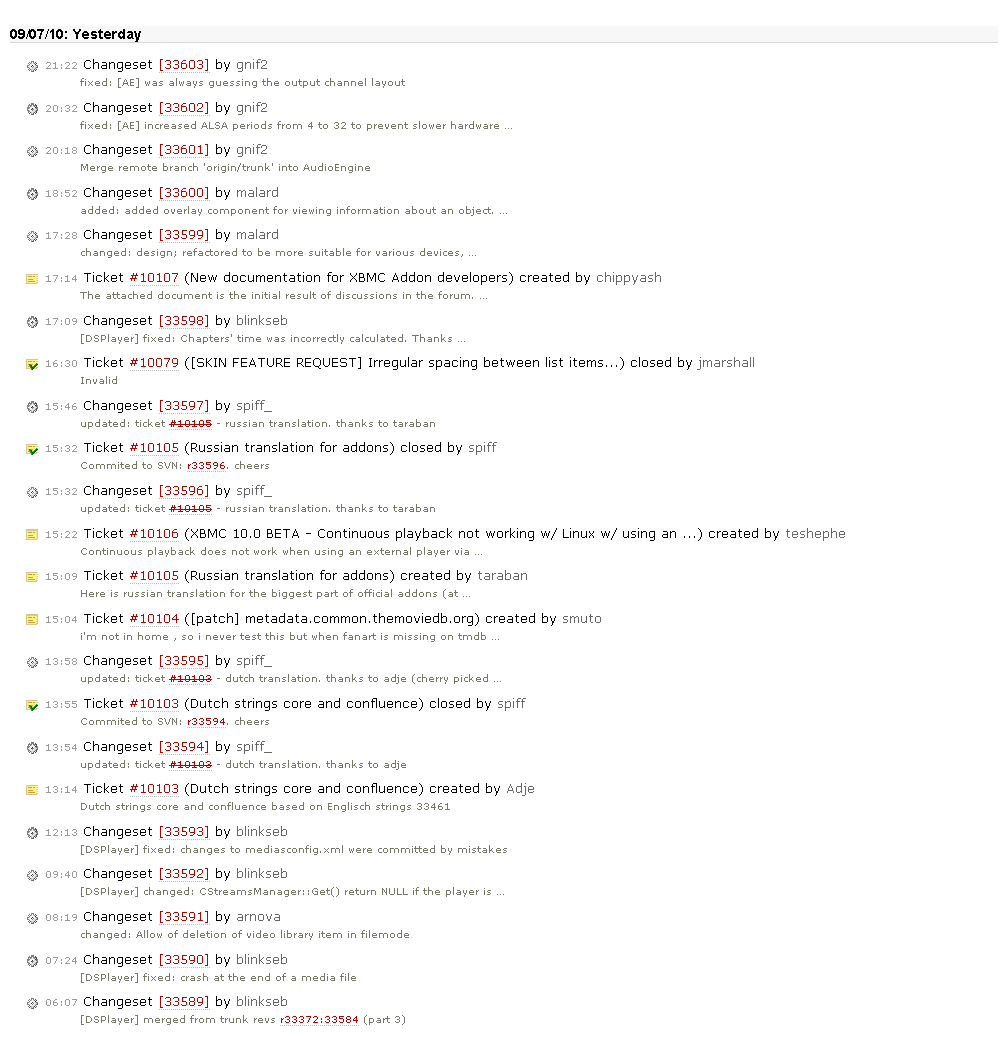 09/07/10: Yesterday
21:22 Changeset [33603] by gnif2
fixed: [AE] was always guessing the output channel layout
20:32 Changeset [33602] by gnif2
fixed: [AE] increased ALSA periods from 4 to 32 to prevent slower hardware ...
20:18 Changeset [33601] by gnif2
Merge remote branch 'origin/trunk' into AudioEngine
18:52 Changeset [33600] by malard
added: added overlay component for viewing information about an object. ...
17:28 Changeset [33599] by malard
changed: design; refactored to be more suitable for various devices, ...
17:14 Ticket #10107 (New documentation for XBMC Addon developers) created by chippyash
The attached document is the initial result of discussions in the forum. ...
17:09 Changeset [33598] by blinkseb
[DSPlayer] fixed: Chapters' time was incorrectly calculated. Thanks ...
16:30 Ticket #10079 ([SKIN FEATURE REQUEST] Irregular spacing between list items...) closed by jmarshall
Invalid
15:46 Changeset [33597] by spiff_
updated: ticket #10105 - russian translation. thanks to taraban
15:32 Ticket #10105 (Russian translation for addons) closed by spiff
Commited to SVN: r33596. cheers
15:32 Changeset [33596] by spiff_
updated: ticket #10105 - russian translation. thanks to taraban
15:22 Ticket #10106 (XBMC 10.0 BETA - Continuous playback not working w/ Linux w/ using an ...) created by teshephe
Continuous playback does not work when using an external player via ...
15:09 Ticket #10105 (Russian translation for addons) created by taraban
Here is russian translation for the biggest part of official addons (at ...
15:04 Ticket #10104 ([patch] metadata.common.themoviedb.org) created by smuto
i'm not in home , so i never test this but when fanart is missing on tmdb ...
13:58 Changeset [33595] by spiff_
updated: ticket #10103 - dutch translation. thanks to adje (cherry picked ...
13:55 Ticket #10103 (Dutch strings core and confluence) closed by spiff
Commited to SVN: r33594. cheers
13:54 Changeset [33594] by spiff_
updated: ticket #10103 - dutch translation. thanks to adje
13:14 Ticket #10103 (Dutch strings core and confluence) created by Adje
Dutch strings core and confluence based on Englisch strings 33461
12:13 Changeset [33593] by blinkseb
[DSPlayer] fixed: changes to mediasconfig.xml were committed by mistakes
09:40 Changeset [33592] by blinkseb
[DSPlayer] changed: CStreamsManager::Get() return NULL if the player is ...
08:19 Changeset [33591] by arnova
changed: Allow of deletion of video library item in filemode
07:24 Changeset [33590] by blinkseb
[DSPlayer] fixed: crash at the end of a media file
06:07 Changeset [33589] by blinkseb
[DSPlayer] merged from trunk revs r33372:33584 (part 3)